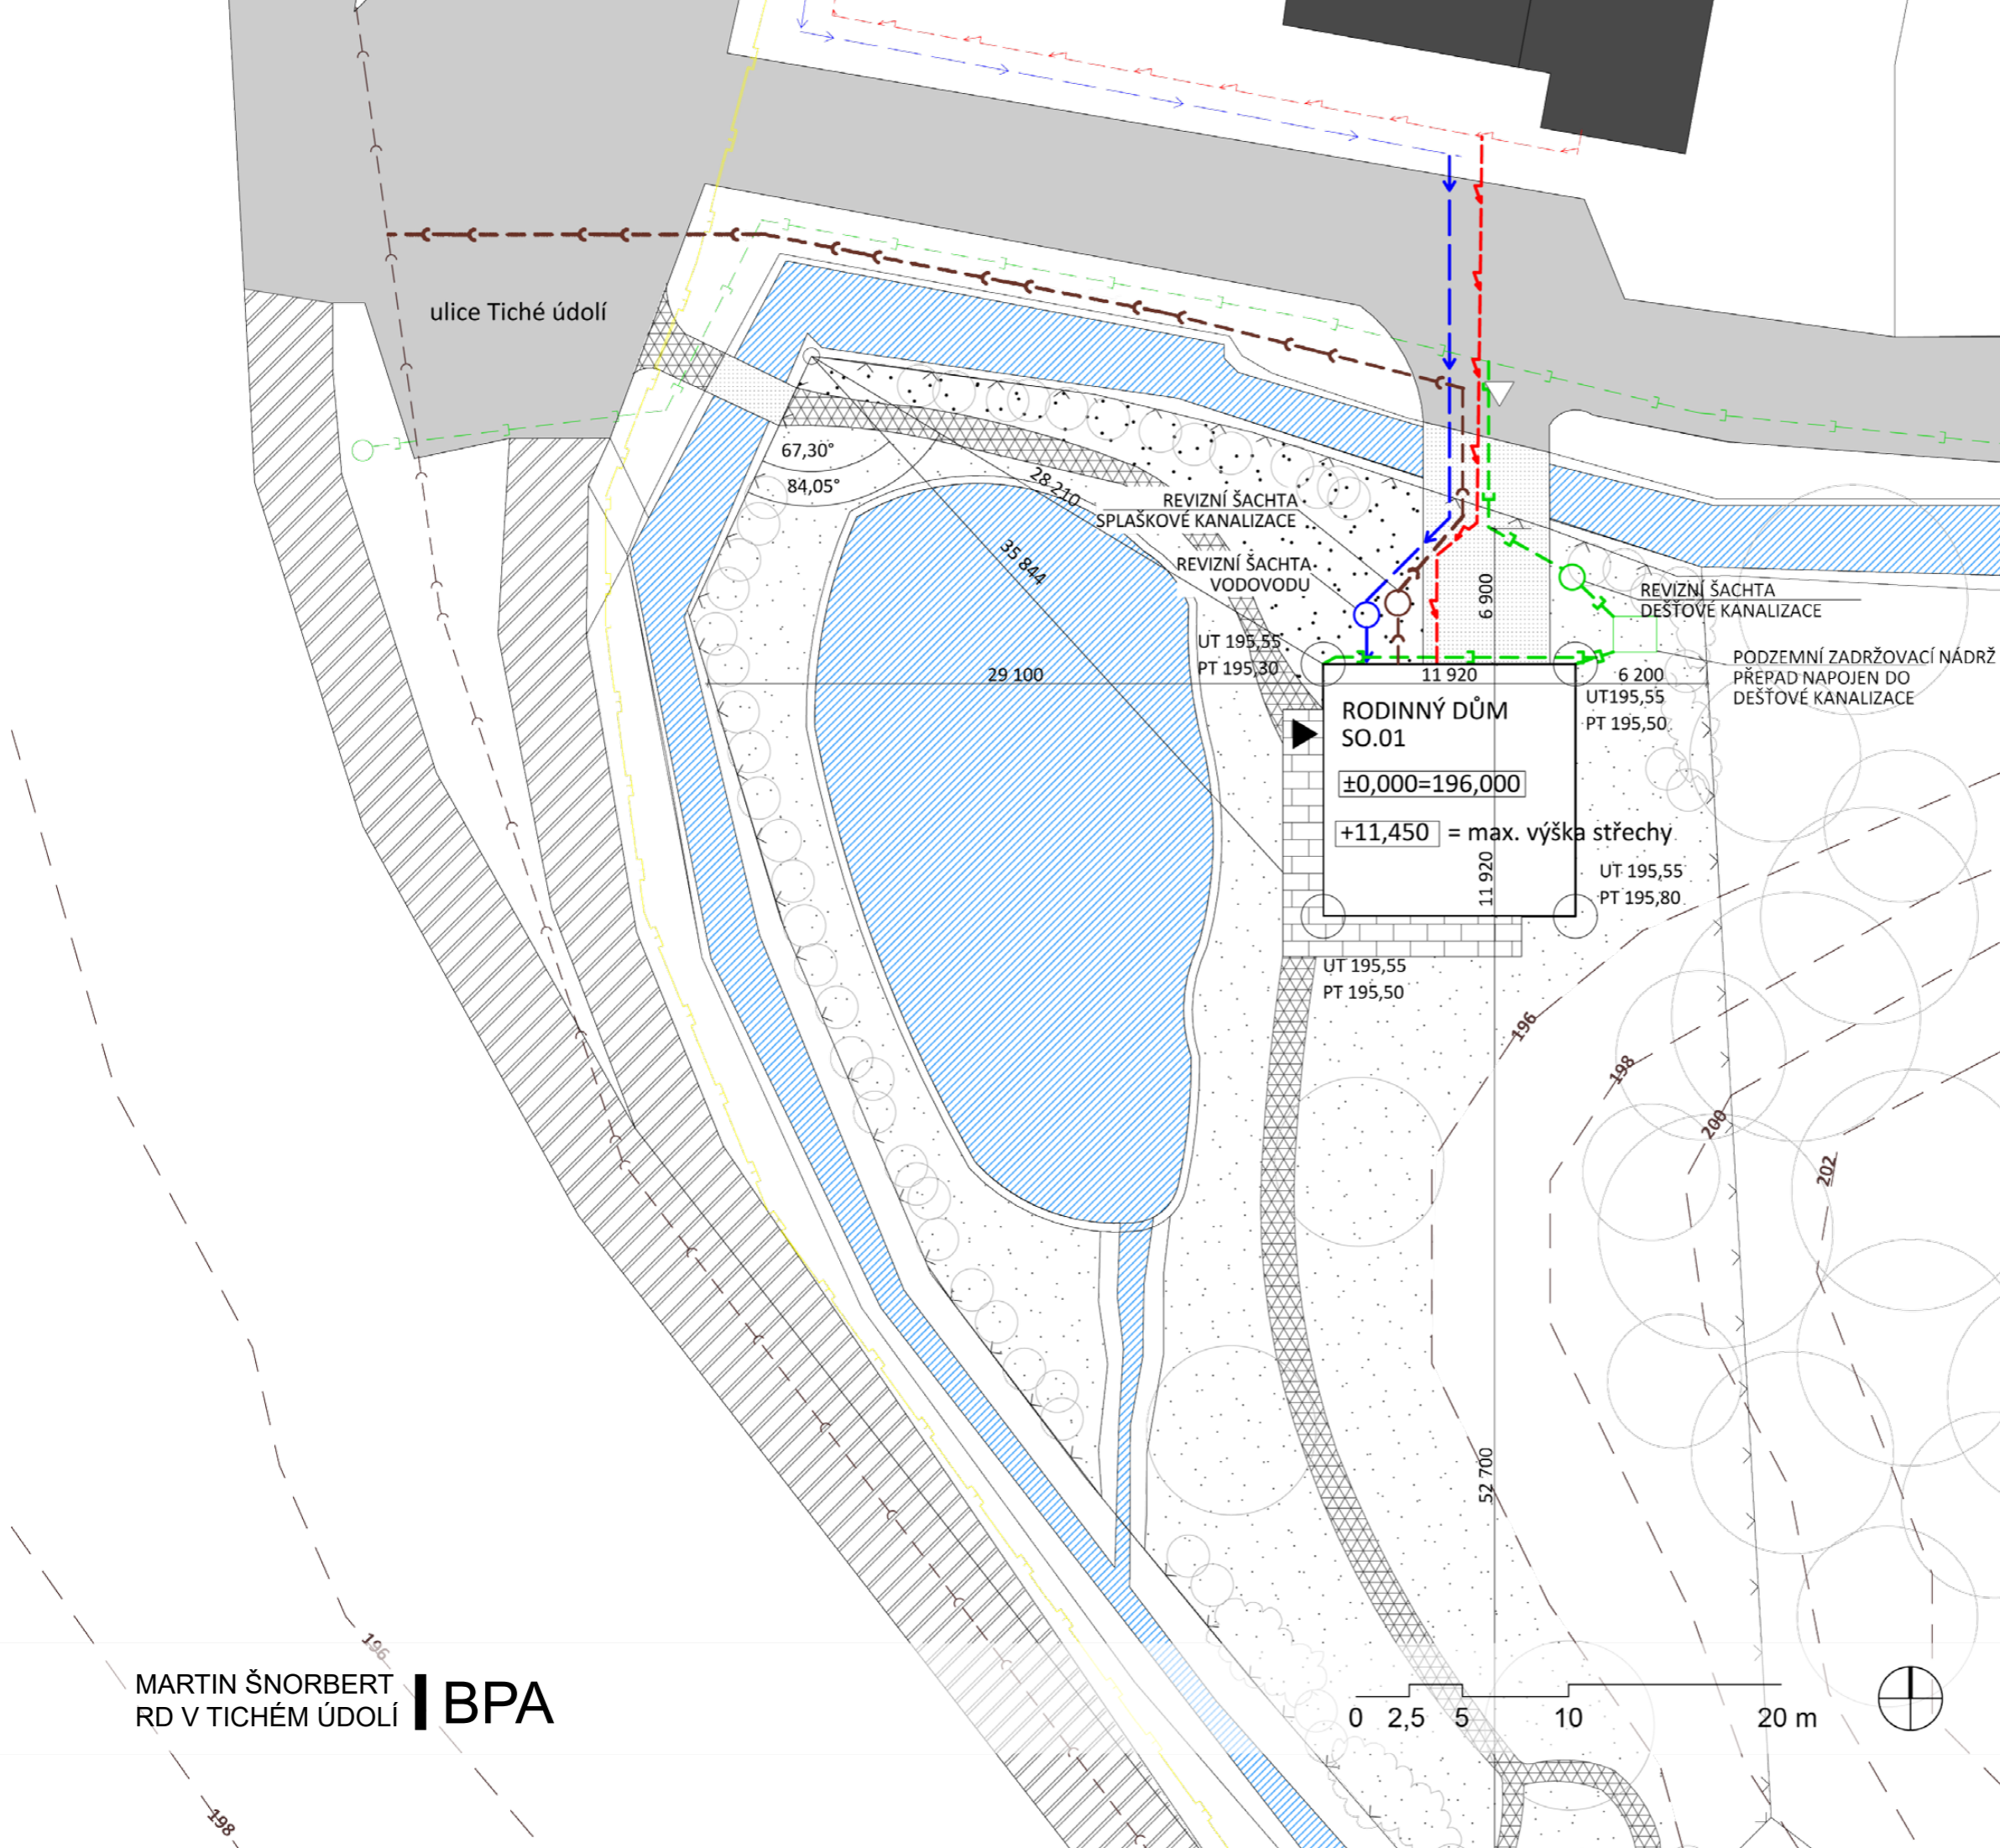 ulice Tiché údolí
67,30°
84,05°
28 210
35 844
REVIZNÍ ŠACHTA
SPLAŠKOVÉ KANALIZACE
REVIZNÍ ŠACHTA
VODOVODU
6 900
REVIZNÍ ŠACHTA
DEŠŤOVÉ KANALIZACE
UT 195,55
PT 195,30
PODZEMNÍ ZADRŽOVACÍ NÁDRŽ
PŘEPAD NAPOJEN DO
DEŠŤOVÉ KANALIZACE
29 100
11 920
6 200
UT195,55
PT 195,50
RODINNÝ DŮM
SO.01
±0,000=196,000
+11,450 = max. výška střechy
11 920
UT 195,55
PT 195,80
UT 195,55
PT 195,50
196
198
200
202
52 700
196
198
MARTIN ŠNORBERT
RD V TICHÉM ÚDOLÍ
BPA
0 2,5 5 10 20 m